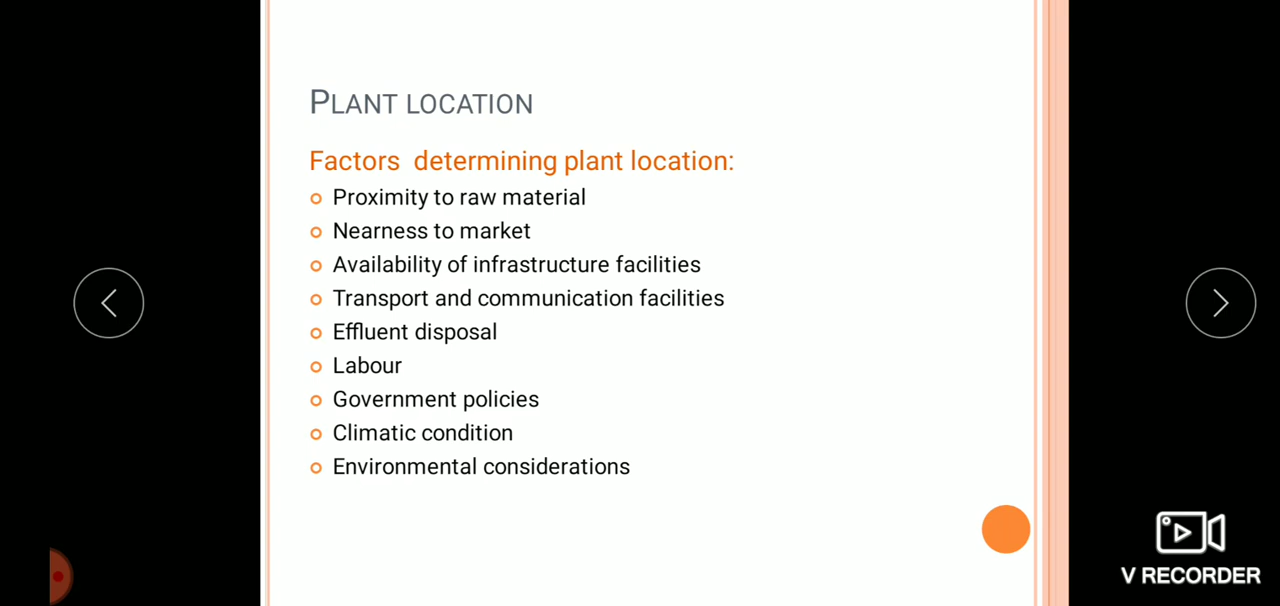 PLANT LOCATION
Factors determining plant location:
Proximity to raw material
Nearness to market
Availability of infrastructure facilities
Transport and communication facilities
Effluent disposal
Labour
Government policies
Climatic condition
Environmental considerations
V RECORDER